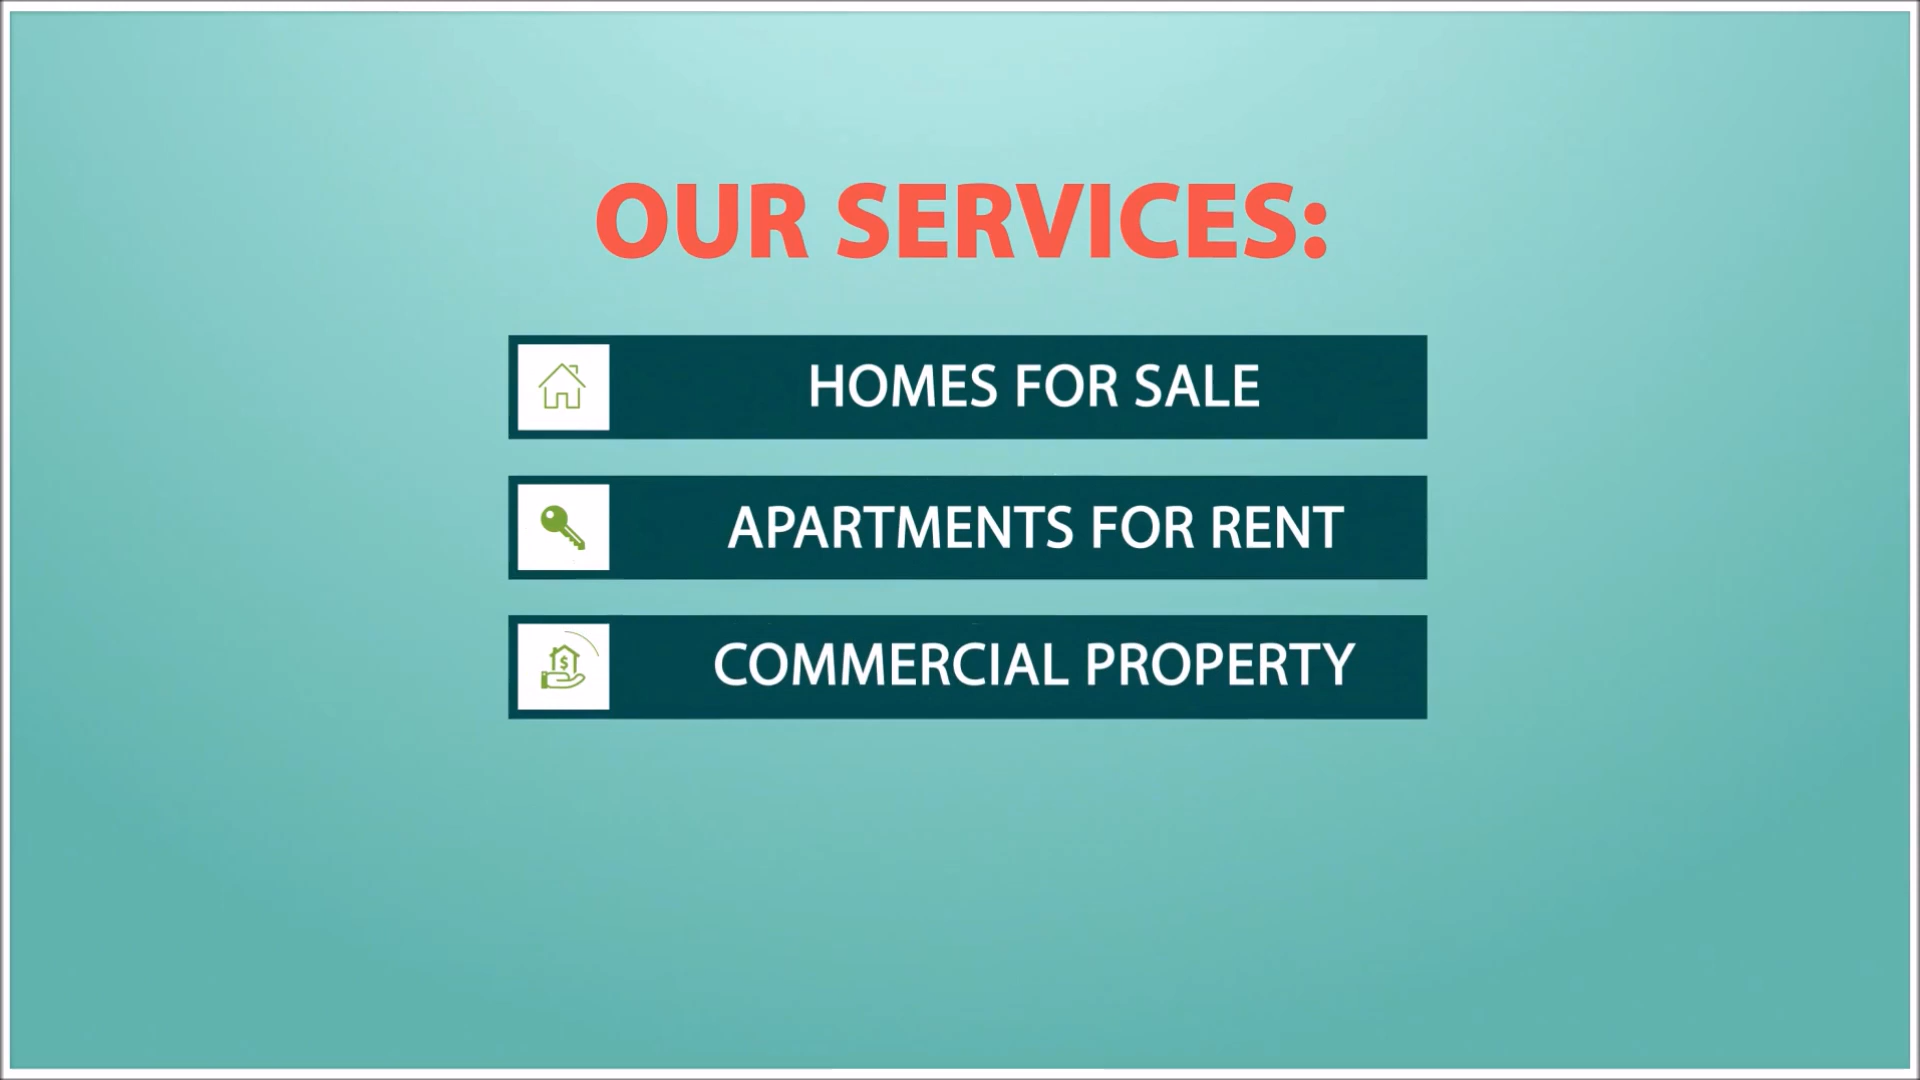 OUR SERVICES:
HOMES FOR SALE
APARTMENTS FOR RENT
COMMERCIAL PROPERTY